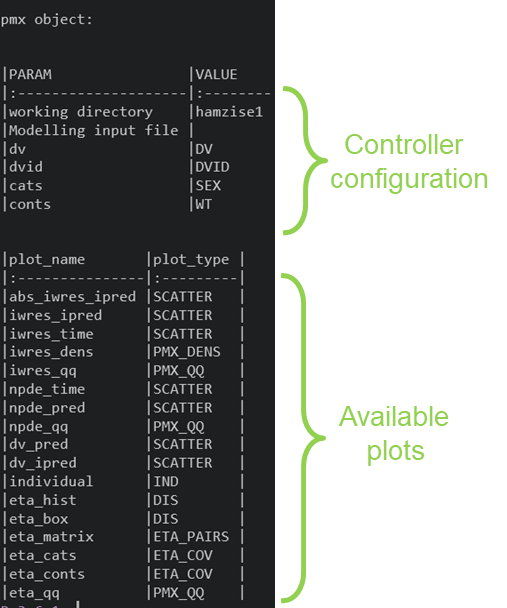 pmx object:
|PARAM |VALUE
|:--------------------|:--------
|working directory |hamzise1
|Modelling input file |
|dv |DV
|dvid |DVID
|cats |SEX
|conts |WT
Controller
configuration
|plot_name |plot_type |
|:---------------|:---------|
|abs_iwres_ipred |SCATTER |
|iwres_ipred |SCATTER |
|iwres_time |SCATTER |
|iwres_dens |PMX_DENS |
|iwres_qq |PMX_QQ |
|npde_time |SCATTER |
|npde_pred |SCATTER |
|npde_qq |PMX_QQ |
|dv_pred |SCATTER |
|dv_ipred |SCATTER |
|individual |IND |
|eta_hist |DIS |
|eta_box |DIS |
|eta_matrix |ETA_PAIRS |
|eta_cats |ETA_COV |
|eta_conts |ETA_COV |
|eta_qq |PMX_QQ |
Available
plots